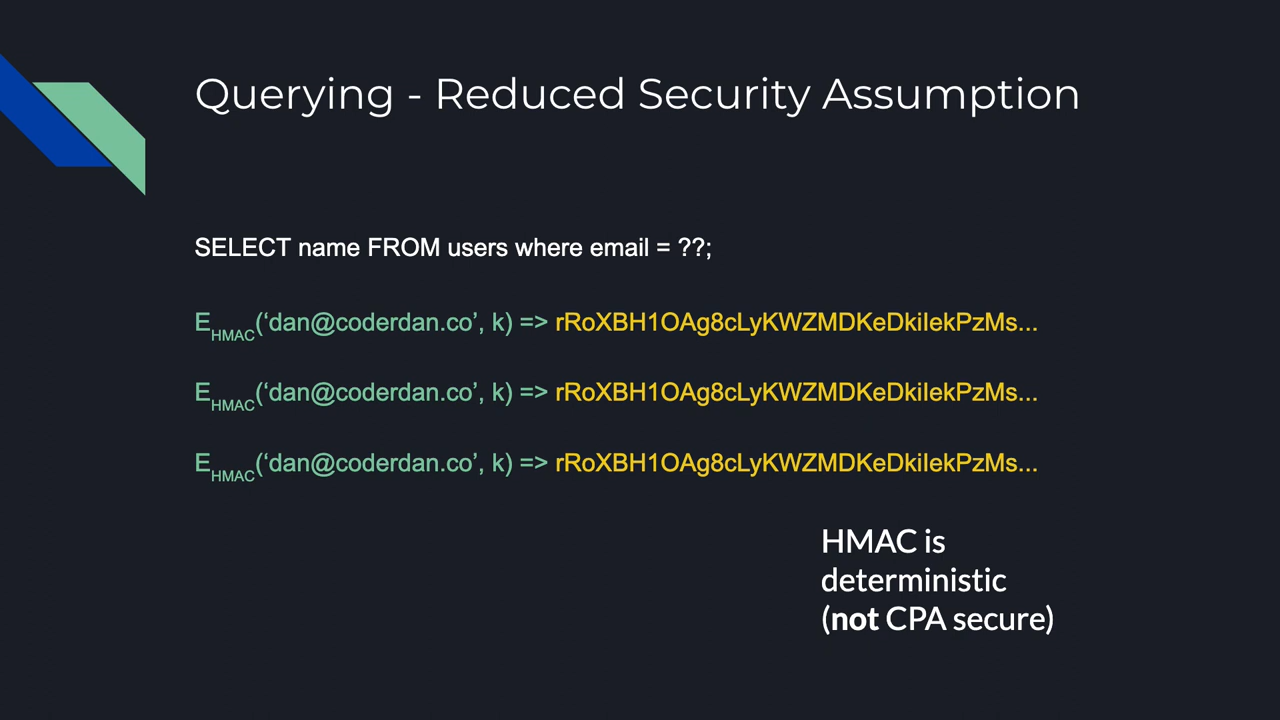 Querying - Reduced Security Assumption
SELECT name FROM users where email = ??;
EHMAC(‘dan@coderdan.co’, k) => rRoXBH1OAg8cLyKWZMDKeDkiIekPzMs...
EHMAC(‘dan@coderdan.co’, k) => rRoXBH1OAg8cLyKWZMDKeDkiIekPzMs...
EHMAC(‘dan@coderdan.co’, k) => rRoXBH1OAg8cLyKWZMDKeDkiIekPzMs...
HMAC is
deterministic
(not CPA secure)